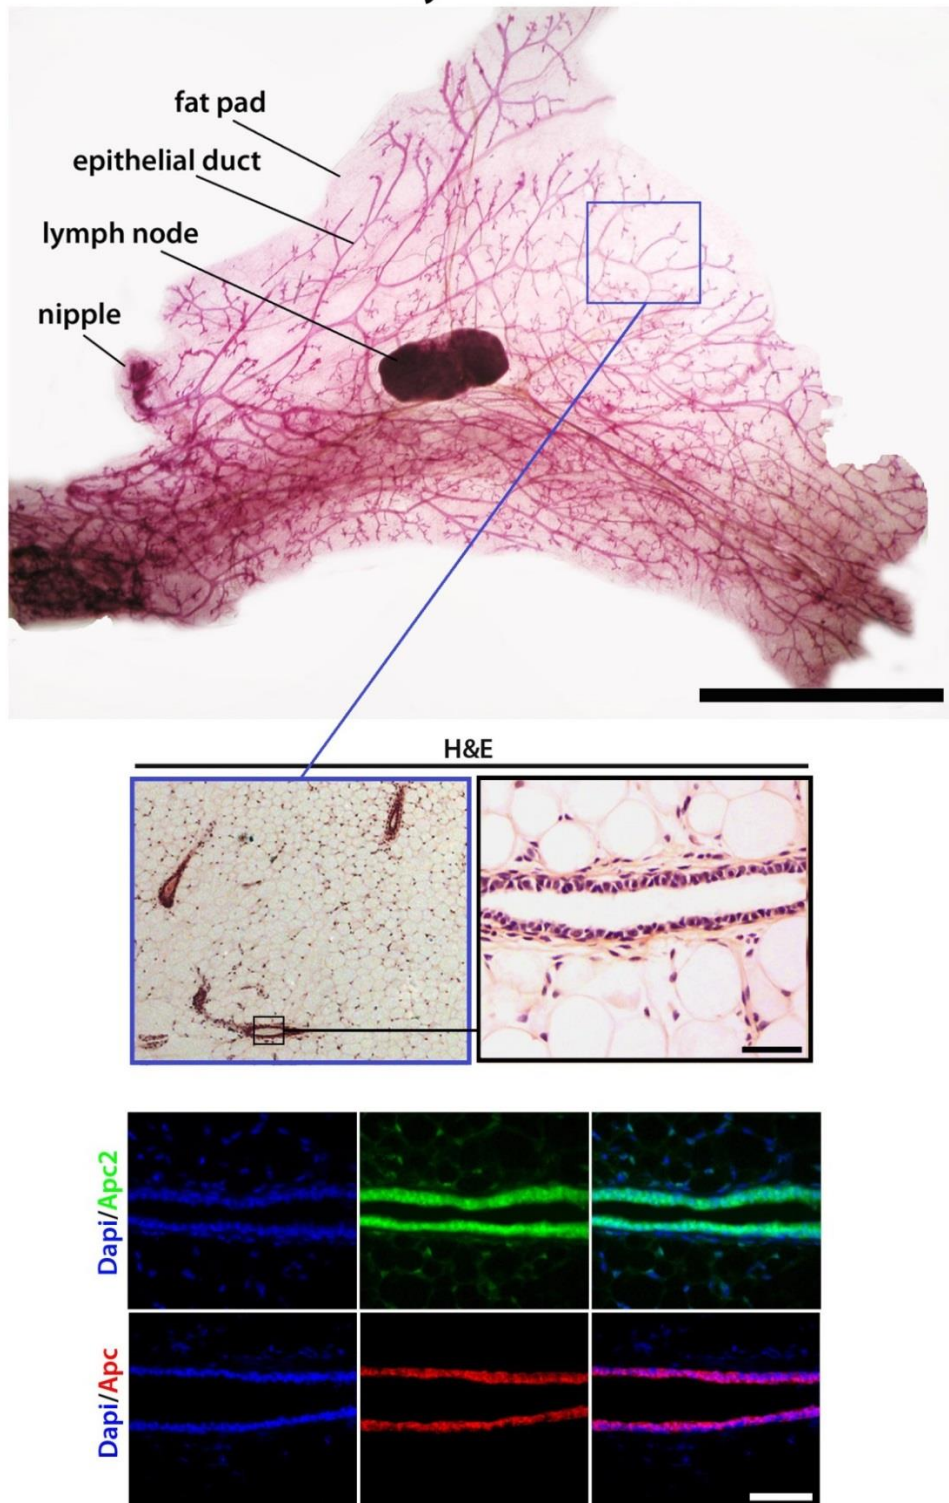 fat pad
epithelial duct
lymph node
nipple
H&E
Dapi/Apc2
Dapi/Apc